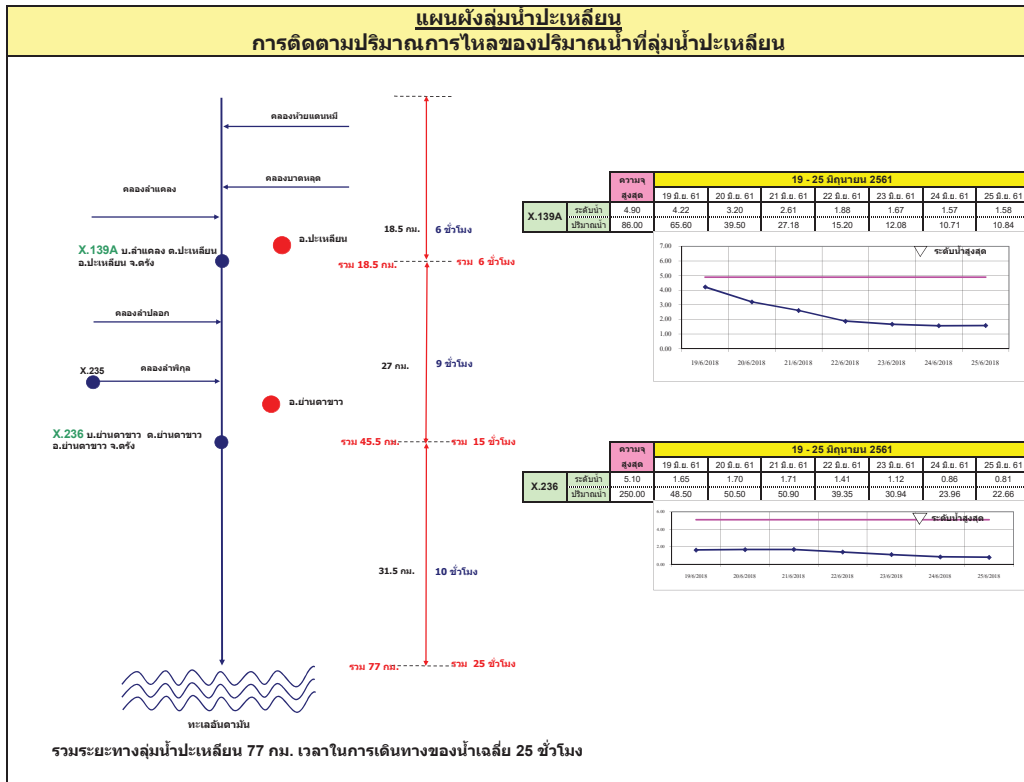 แผนผังลุ่มน้ำปะเหลียน
การติดตามปริมาณการไหลของปริมาณน้ำที่ลุ่มน้ำปะเหลียน
คลองห้วยแดนหมี
คลองบาตหลุด
คลองลำแคลง
18.5 กม. 6 ชั่วโมง
อ.ปะเหลียน
X.139A บ.ลำแคลง ต.ปะเหลียน
อ.ปะเหลียน จ.ตรัง
รวม 18.5 กม. รวม 6 ชั่วโมง
คลองลำปลอก
27 กม. 9 ชั่วโมง
X.235 คลองลำพิกุล
อ.ย่านตาขาว
X.236 บ.ย่านตาขาว ต.ย่านตาขาว
อ.ย่านตาขาว จ.ตรัง
รวม 45.5 กม. รวม 15 ชั่วโมง
31.5 กม. 10 ชั่วโมง
รวม 77 กม. รวม 25 ชั่วโมง
ทะเลอันดามัน
ความจุ 19 - 25 มิถุนายน 2561
สูงสุด 19 มิ.ย. 61 20 มิ.ย. 61 21 มิ.ย. 61 22 มิ.ย. 61 23 มิ.ย. 61 24 มิ.ย. 61 25 มิ.ย. 61
X.139A ระดับน้ำ 4.90 4.22 3.20 2.61 1.88 1.67 1.57 1.58
ปริมาณน้ำ 86.00 65.60 39.50 27.18 15.20 12.08 10.71 10.84
ระดับน้ำสูงสุด
7.00
6.00
5.00
4.00
3.00
2.00
1.00
0.00
19/6/2018 20/6/2018 21/6/2018 22/6/2018 23/6/2018 24/6/2018 25/6/2018
ความจุ 19 - 25 มิถุนายน 2561
สูงสุด 19 มิ.ย. 61 20 มิ.ย. 61 21 มิ.ย. 61 22 มิ.ย. 61 23 มิ.ย. 61 24 มิ.ย. 61 25 มิ.ย. 61
X.236 ระดับน้ำ 5.10 1.65 1.70 1.71 1.41 1.12 0.86 0.81
ปริมาณน้ำ 250.00 48.50 50.50 50.90 39.35 30.94 23.96 22.66
ระดับน้ำสูงสุด
6.00
4.00
2.00
0.00
19/6/2018 20/6/2018 21/6/2018 22/6/2018 23/6/2018 24/6/2018 25/6/2018
รวมระยะทางลุ่มน้ำปะเหลียน 77 กม. เวลาในการเดินทางของน้ำเฉลี่ย 25 ชั่วโมง